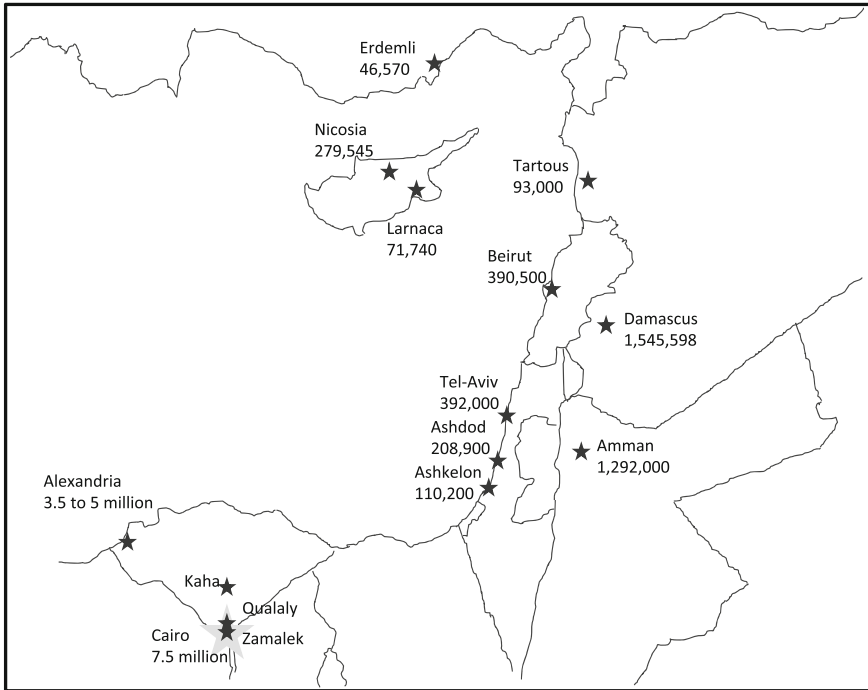 Erdemli
46,570
Nicosia
279,545
Tartous
93,000
Larnaca
71,740
Beirut
390,500
Damascus
1,545,598
Tel-Aviv
392,000
Ashdod
208,900
Amman
1,292,000
Ashkelon
110,200
Alexandria
3.5 to 5 million
Kaha
Qualaly
Cairo
7.5 million
Zamalek